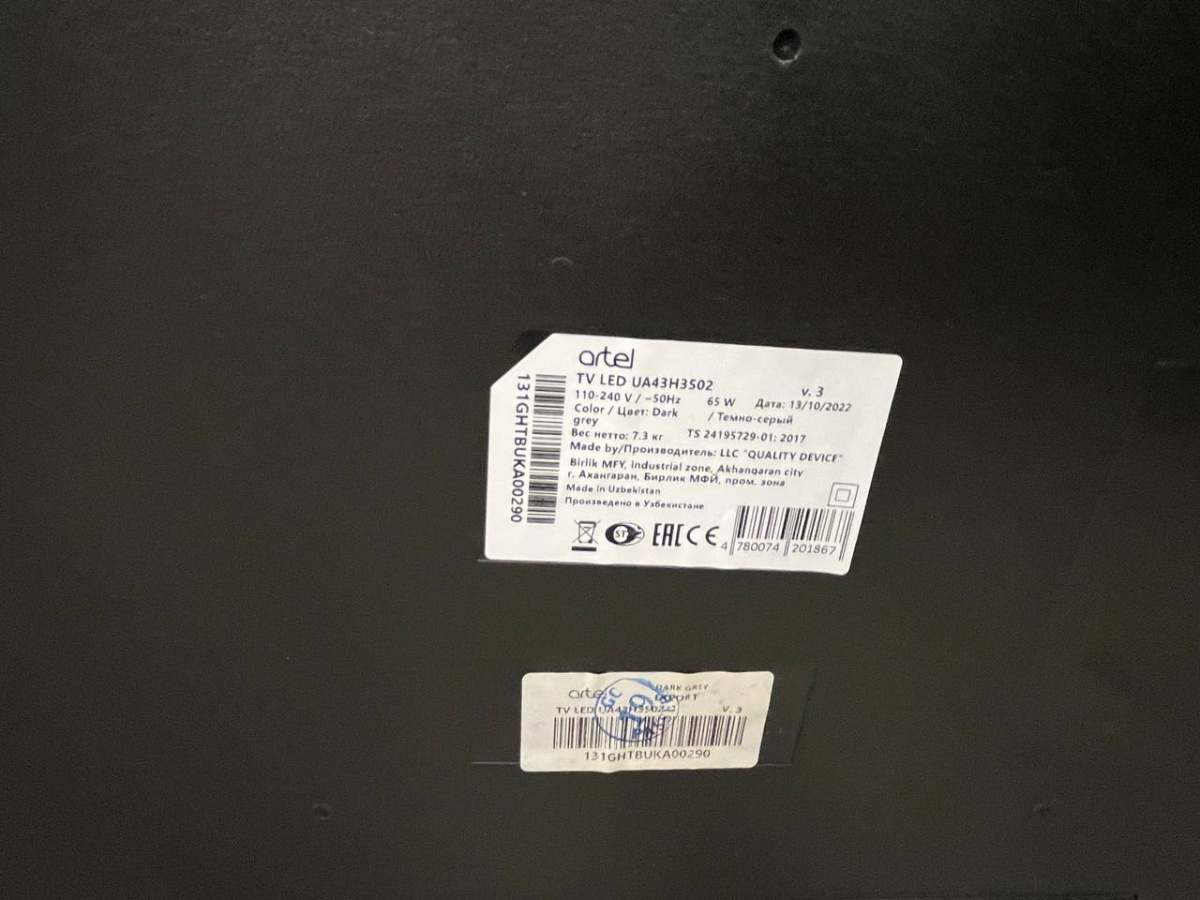 artel
TV LED UA43H3502
v. 3
110-240 V / ~50Hz 65 W Дата: 13/10/2022
Color / Цвет: Dark grey / Темно-серый
Вес нетто: 7.3 кг TS 24195729-01: 2017
Made by/Производитель: LLC "QUALITY DEVICE"
Birlik MFY, industrial zone, Akhangaran city
г. Ахангаран, Бирлик МФЙ, пром. зона
Made in Uzbekistan
Произведено в Узбекистане
EAC CE
4 780074 201867
131GHTBUKA00290
artel DARK GREY
EXPORT
TV LED UA43H3502 V. 3
131GHTBUKA00290